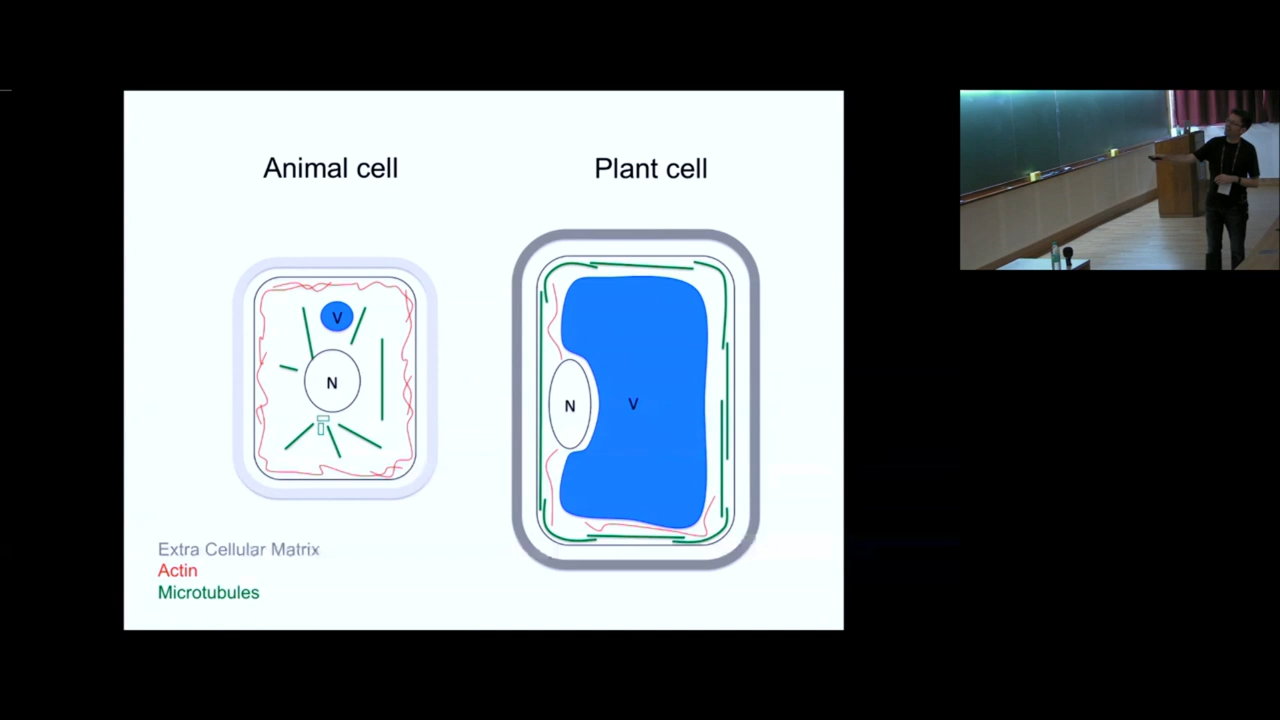 Animal cell
Plant cell
V
N
N
V
Extra Cellular Matrix
Actin
Microtubules